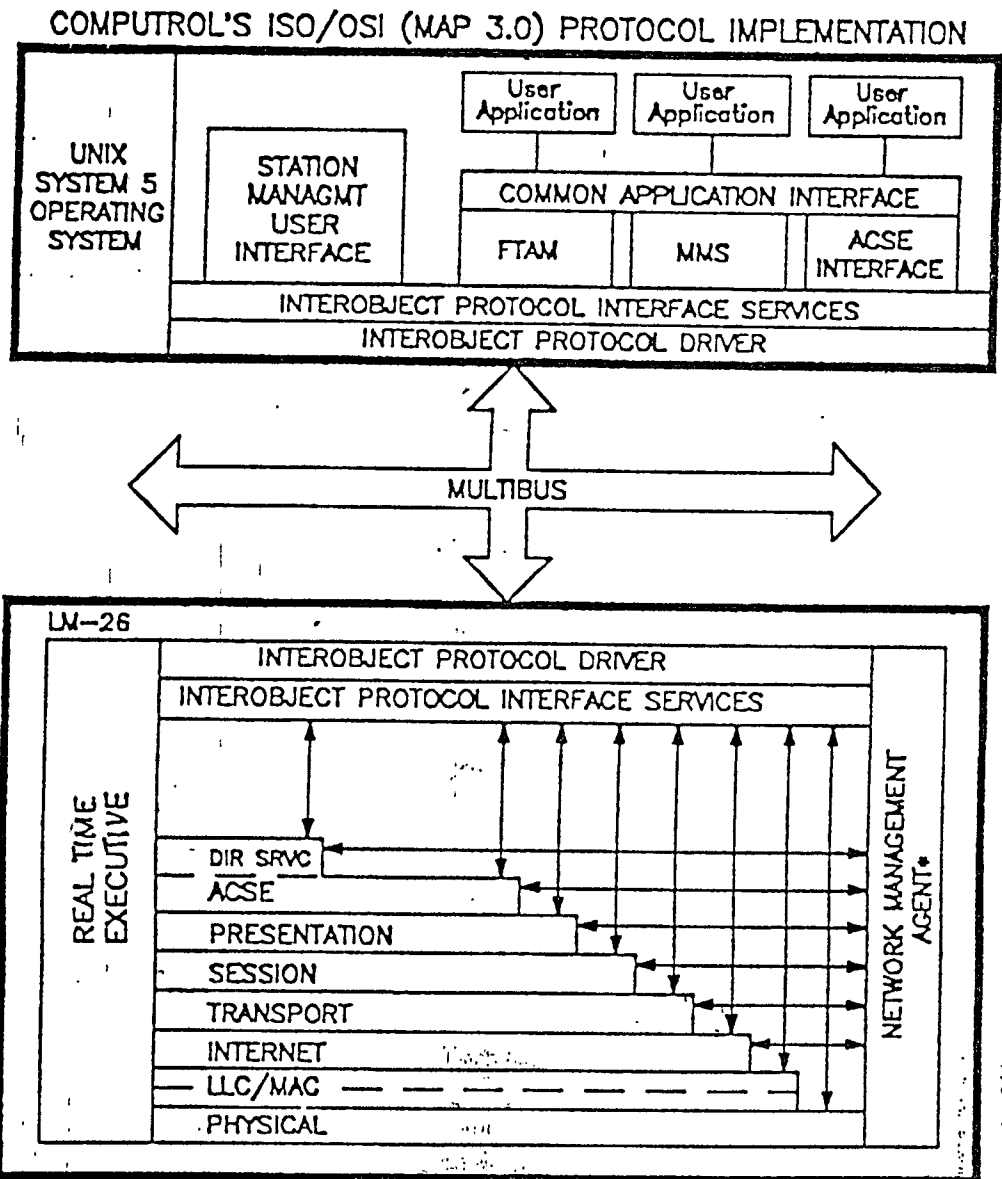 COMPUTROL'S ISO/OSI (MAP 3.0) PROTOCOL IMPLEMENTATION
UNIX
SYSTEM 5
OPERATING
SYSTEM
STATION
MANAGMT
USER
INTERFACE
User
Application
User
Application
User
Application
COMMON APPLICATION INTERFACE
FTAM
MMS
ACSE
INTERFACE
INTEROBJECT PROTOCOL INTERFACE SERVICES
INTEROBJECT PROTOCOL DRIVER
MULTIBUS
LM-26
INTEROBJECT PROTOCOL DRIVER
INTEROBJECT PROTOCOL INTERFACE SERVICES
REAL TIME
EXECUTIVE
DIR SRVC
ACSE
PRESENTATION
SESSION
TRANSPORT
INTERNET
LLC/MAC
PHYSICAL
NETWORK MANAGEMENT
AGENT*